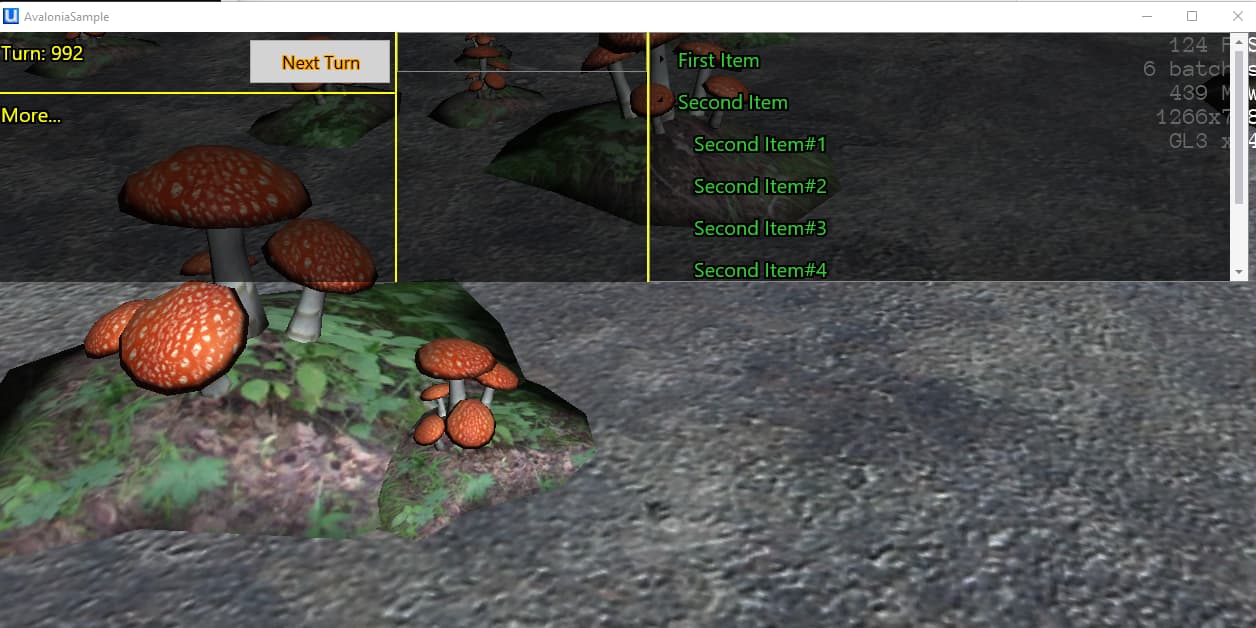 AvaloniaSample
Turn: 992
Next Turn
More...
First Item
Second Item
Second Item#1
Second Item#2
Second Item#3
Second Item#4
124
6
439
GL3